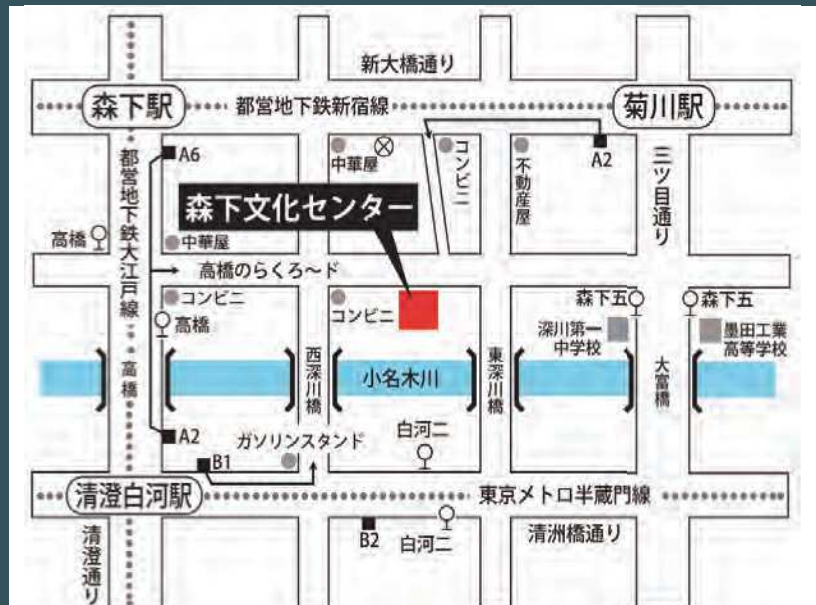 新大橋通り
森下駅
都営地下鉄新宿線
菊川駅
A6
中華屋
コンビニ
不動産屋
A2
三ツ目通り
都営地下鉄大江戸線
森下文化センター
高橋
中華屋
高橋のらくろ〜ド
コンビニ
高橋
コンビニ
森下五
森下五
深川第一
中学校
墨田工業
高等学校
高橋
西深川橋
小名木川
東深川橋
大富橋
A2
ガソリンスタンド
白河二
B1
清澄白河駅
東京メトロ半蔵門線
清澄通り
B2
白河二
清洲橋通り